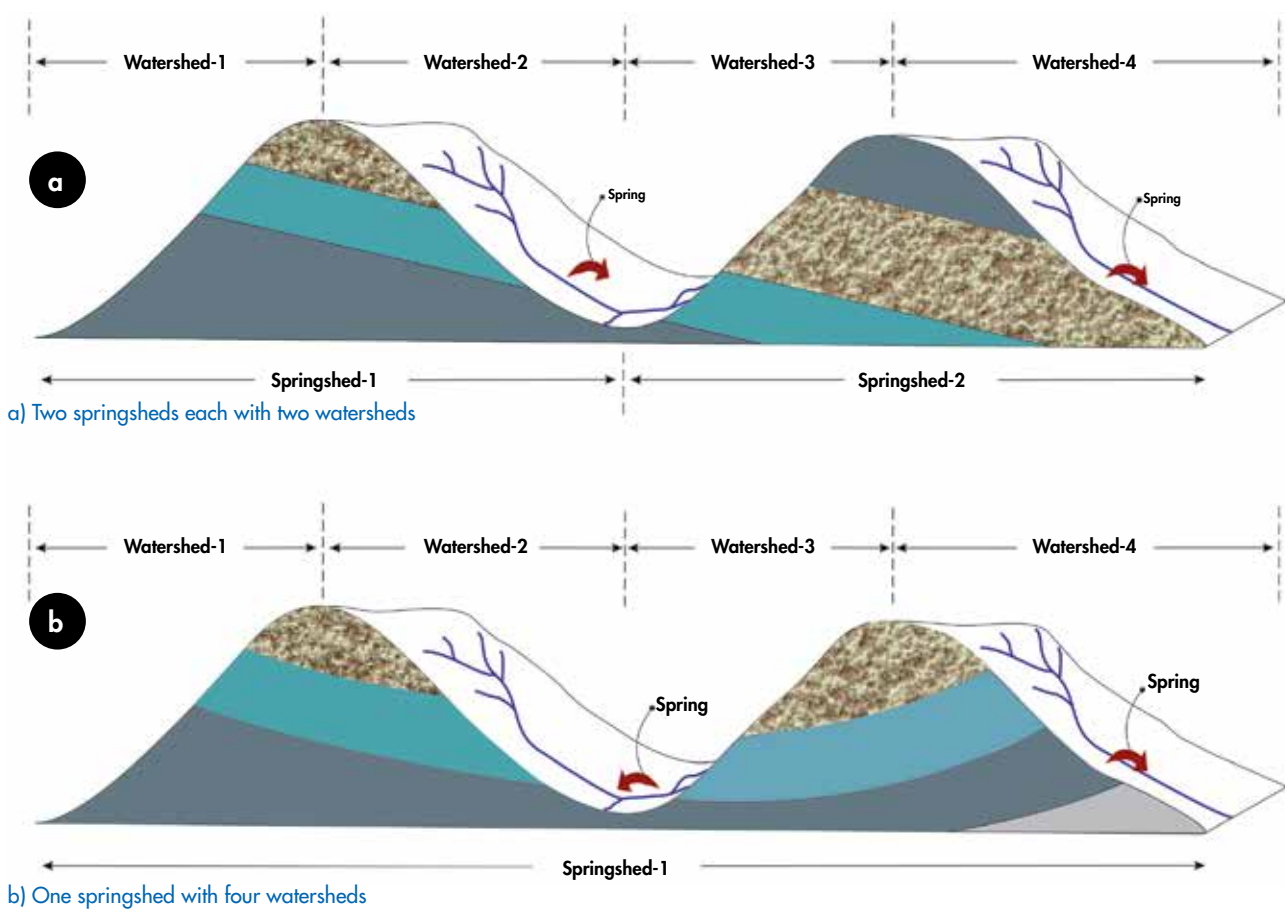 Watershed-1 Watershed-2 Watershed-3 Watershed-4
a
Spring
Spring
Springshed-1 Springshed-2
a) Two springsheds each with two watersheds
Watershed-1 Watershed-2 Watershed-3 Watershed-4
b
Spring
Spring
Springshed-1
b) One springshed with four watersheds